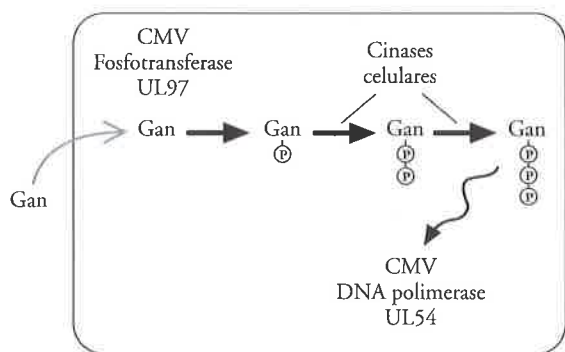 CMV
Fosfotransferase
UL97
Cinases
celulares
Gan
Gan
Gan
Gan
P
P
P
P
P
P
Gan
CMV
DNA polimerase
UL54